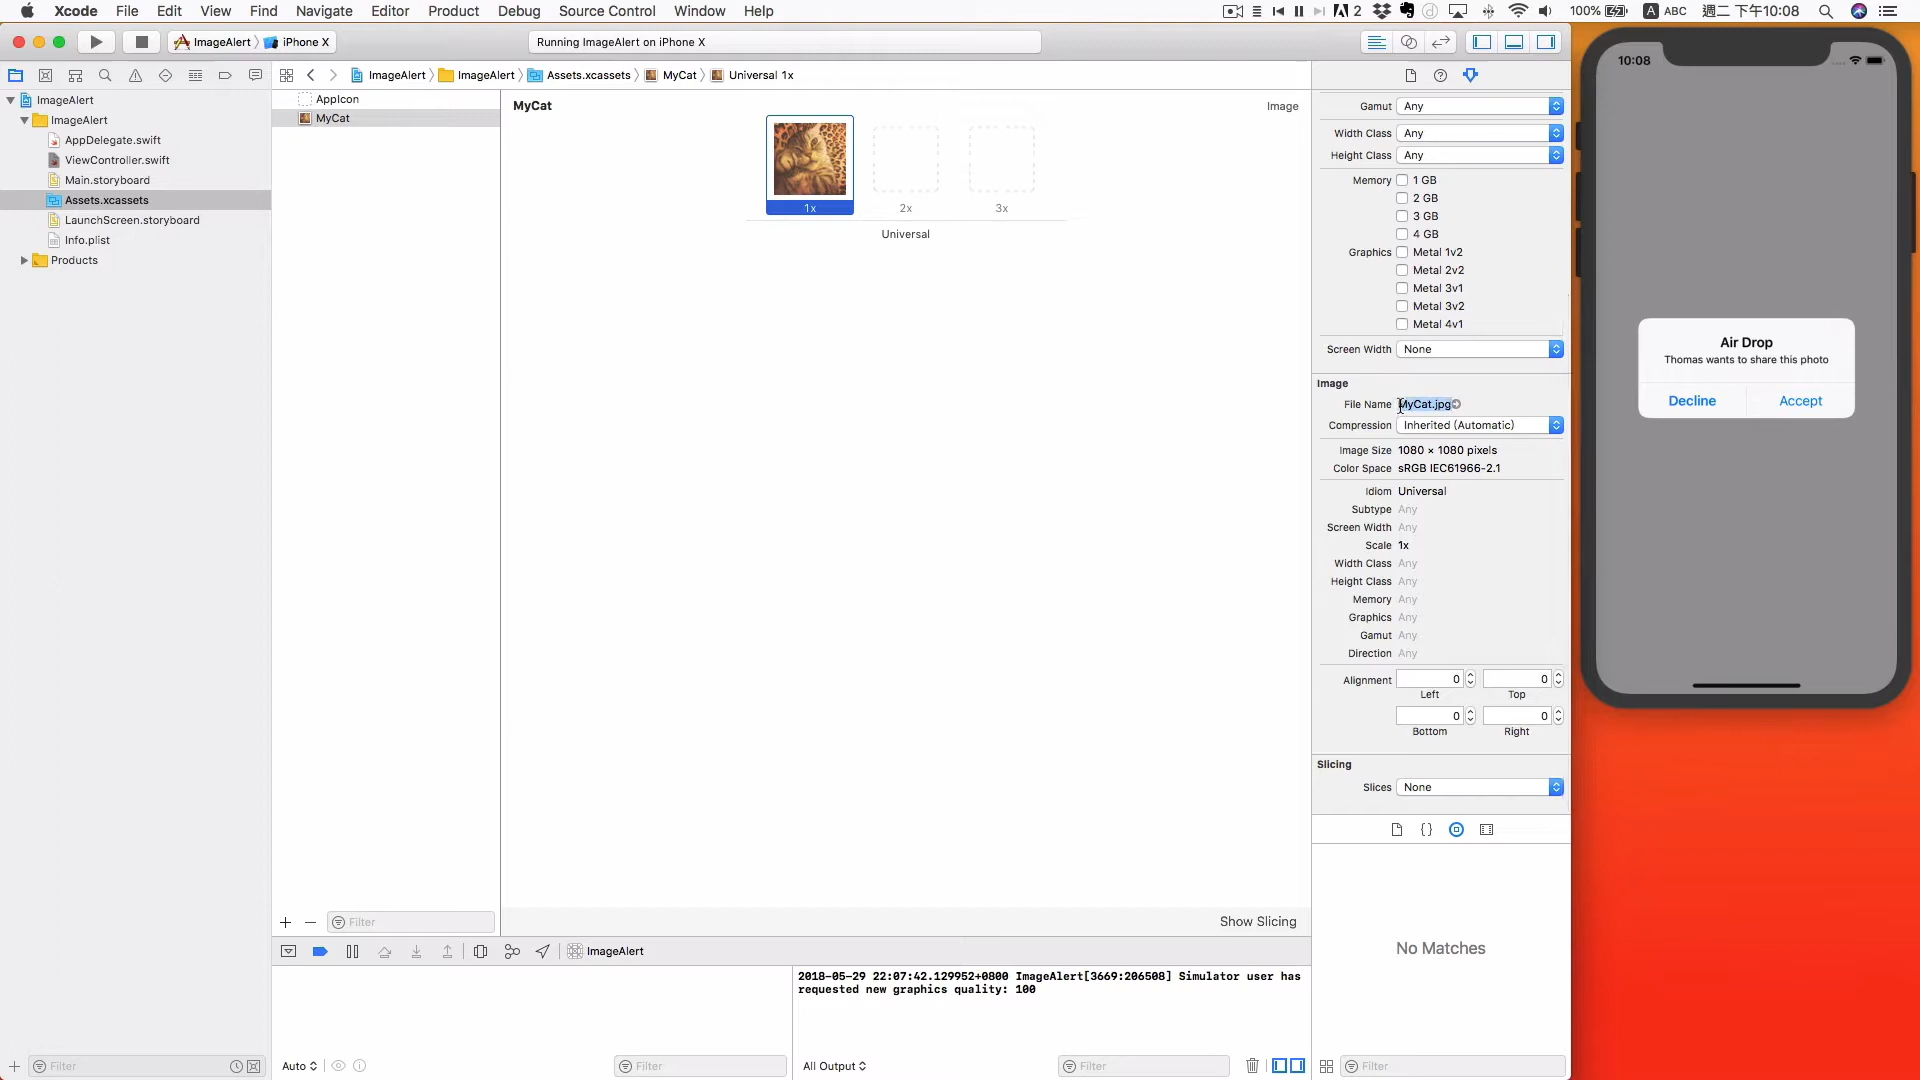 Xcode File Edit View Find Navigate Editor Product Debug Source Control Window Help 2 100% A ABC 週二 下午10:08
ImageAlert iPhone X
Running ImageAlert on iPhone X
ImageAlert ImageAlert Assets.xcassets MyCat Universal 1x
ImageAlert
ImageAlert
AppDelegate.swift
ViewController.swift
Main.storyboard
Assets.xcassets
LaunchScreen.storyboard
Info.plist
Products
Filter
AppIcon
MyCat
Filter
MyCat
Image
1x 2x 3x
Universal
Show Slicing
ImageAlert
2018-05-29 22:07:42.129952+0800 ImageAlert[3669:206508] Simulator user has
requested new graphics quality: 100
Auto
Filter
All Output
Filter
Gamut Any
Width Class Any
Height Class Any
Memory 1 GB
2 GB
3 GB
4 GB
Graphics Metal 1v2
Metal 2v2
Metal 3v1
Metal 3v2
Metal 4v1
Screen Width None
Image
File Name MyCat.jpg
Compression Inherited (Automatic)
Image Size 1080 × 1080 pixels
Color Space sRGB IEC61966-2.1
Idiom Universal
Subtype Any
Screen Width Any
Scale 1x
Width Class Any
Height Class Any
Memory Any
Graphics Any
Gamut Any
Direction Any
Alignment 0 0
Left Top
0 0
Bottom Right
Slicing
Slices None
No Matches
Filter
10:08
Air Drop
Thomas wants to share this photo
Decline Accept